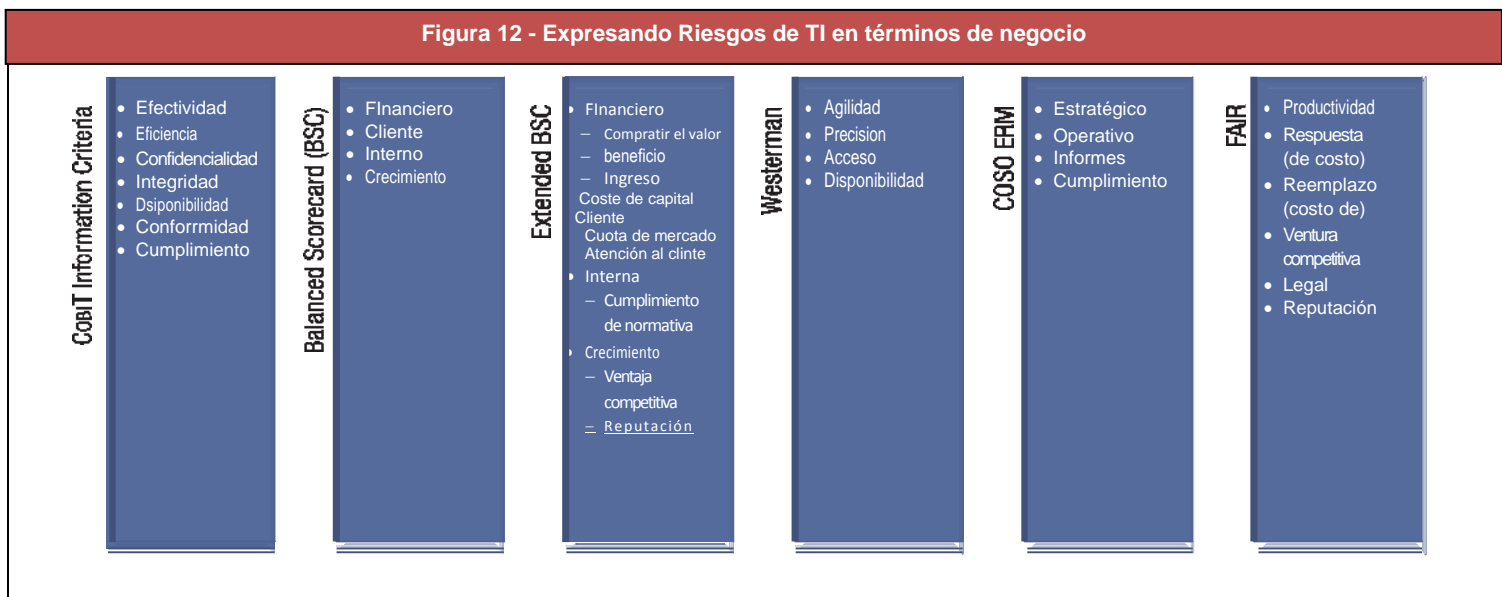 Figura 12 - Expresando Riesgos de TI en términos de negocio
COBIT Information Criteria
• Efectividad
• Eficiencia
• Confidencialidad
• Integridad
• Dsiponibilidad
• Conforrmidad
• Cumplimiento
Balanced Scorecard (BSC)
• FInanciero
• Cliente
• Interno
• Crecimiento
Extended BSC
• FInanciero
– Compratir el valor
– beneficio
– Ingreso
Coste de capital
Cliente
Cuota de mercado
Atención al clinte
• Interna
– Cumplimiento
de normativa
• Crecimiento
– Ventaja
competitiva
– Reputación
Westerman
• Agilidad
• Precision
• Acceso
• Disponibilidad
COSO ERM
• Estratégico
• Operativo
• Informes
• Cumplimiento
FAIR
• Productividad
• Respuesta
(de costo)
• Reemplazo
(costo de)
• Ventura
competitiva
• Legal
• Reputación